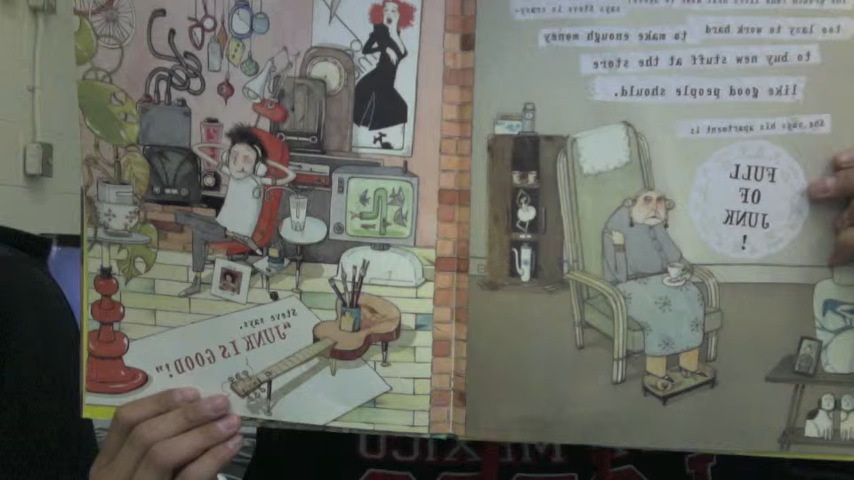 Steve says,
"JUNK IS GOOD!"
says Steve is crazy.
too lazy to work hard to make enough money
to buy new stuff at the store
like good people should.
She says his apartment is
FULL
OF
JUNK
!
MEXICO